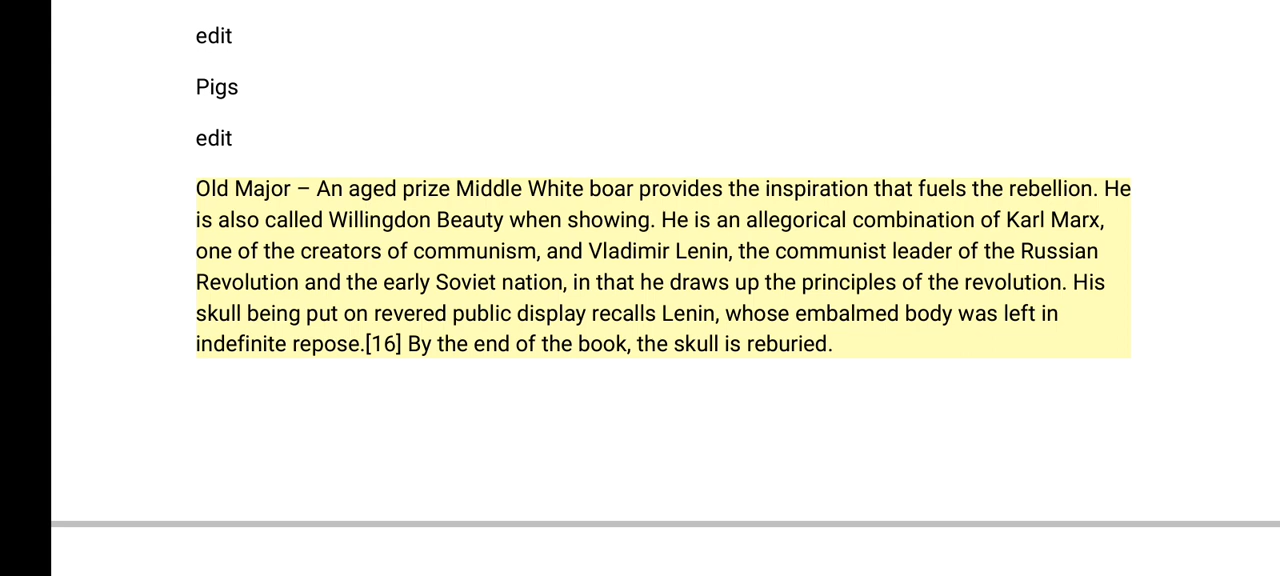 edit
Pigs
edit
Old Major – An aged prize Middle White boar provides the inspiration that fuels the rebellion. He
is also called Willingdon Beauty when showing. He is an allegorical combination of Karl Marx,
one of the creators of communism, and Vladimir Lenin, the communist leader of the Russian
Revolution and the early Soviet nation, in that he draws up the principles of the revolution. His
skull being put on revered public display recalls Lenin, whose embalmed body was left in
indefinite repose.[16] By the end of the book, the skull is reburied.